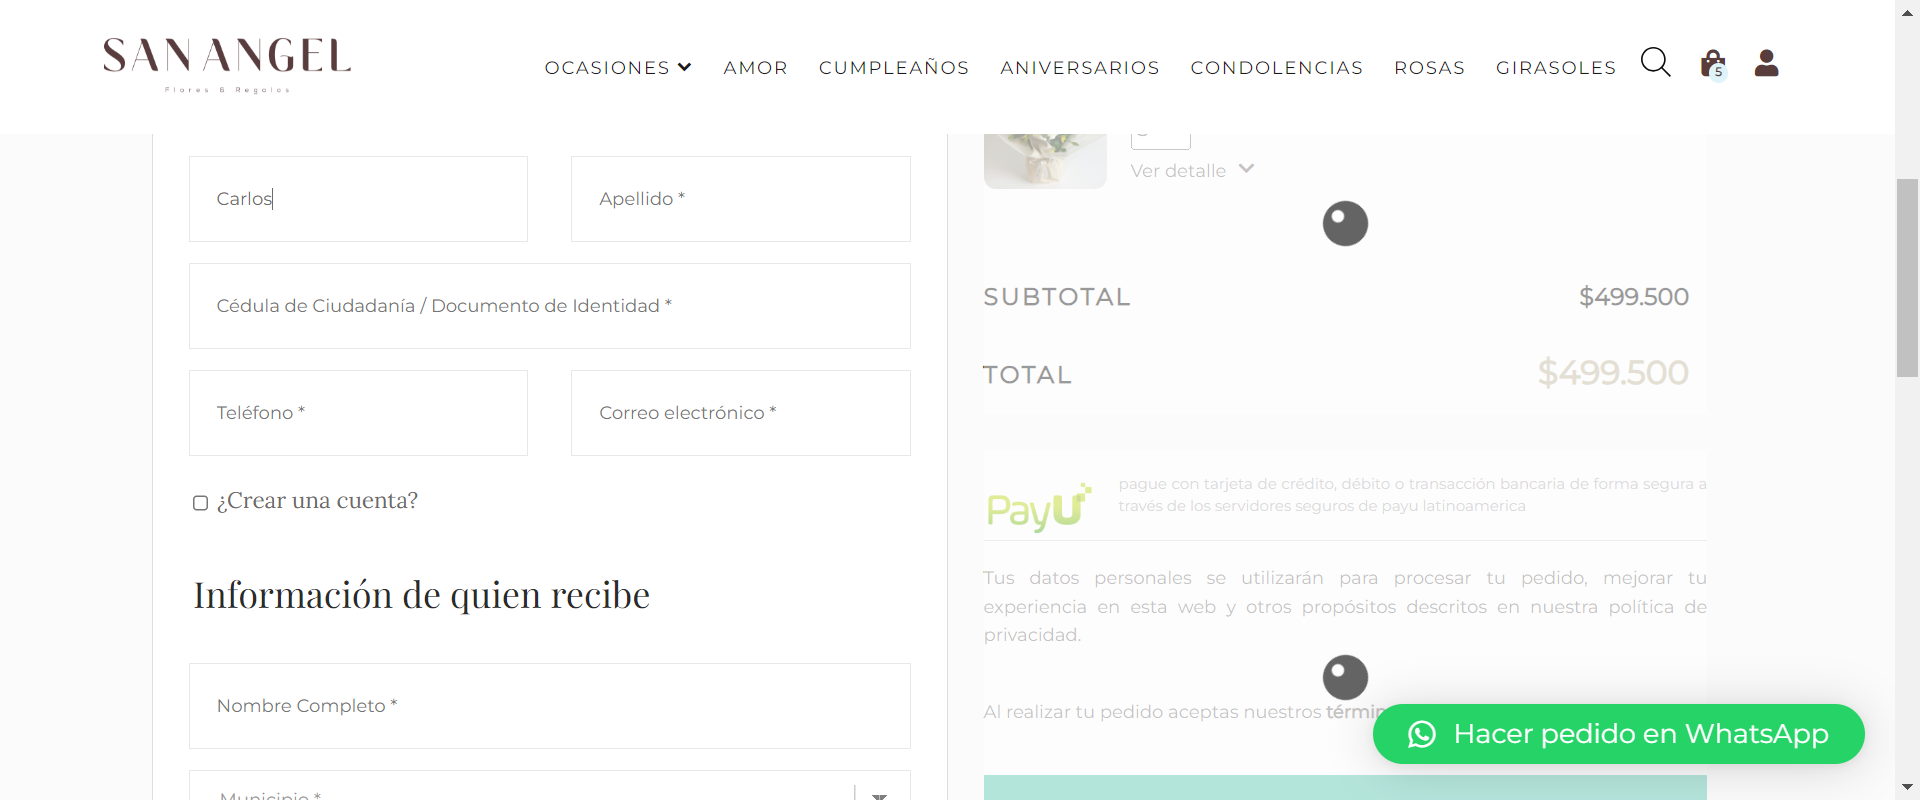 SAN ANGEL
Flores & Regalos
OCASIONES
AMOR
CUMPLEAÑOS
ANIVERSARIOS
CONDOLENCIAS
ROSAS
GIRASOLES
5
Carlos
Apellido *
Cédula de Ciudadanía / Documento de Identidad *
Teléfono *
Correo electrónico *
¿Crear una cuenta?
Información de quien recibe
Nombre Completo *
Municipio *
Ver detalle
SUBTOTAL
$499.500
TOTAL
$499.500
PayU
pague con tarjeta de crédito, débito o transacción bancaria de forma segura a
través de los servidores seguros de payu latinoamerica
Tus datos personales se utilizarán para procesar tu pedido, mejorar tu
experiencia en esta web y otros propósitos descritos en nuestra política de
privacidad.
Al realizar tu pedido aceptas nuestros
Hacer pedido en WhatsApp